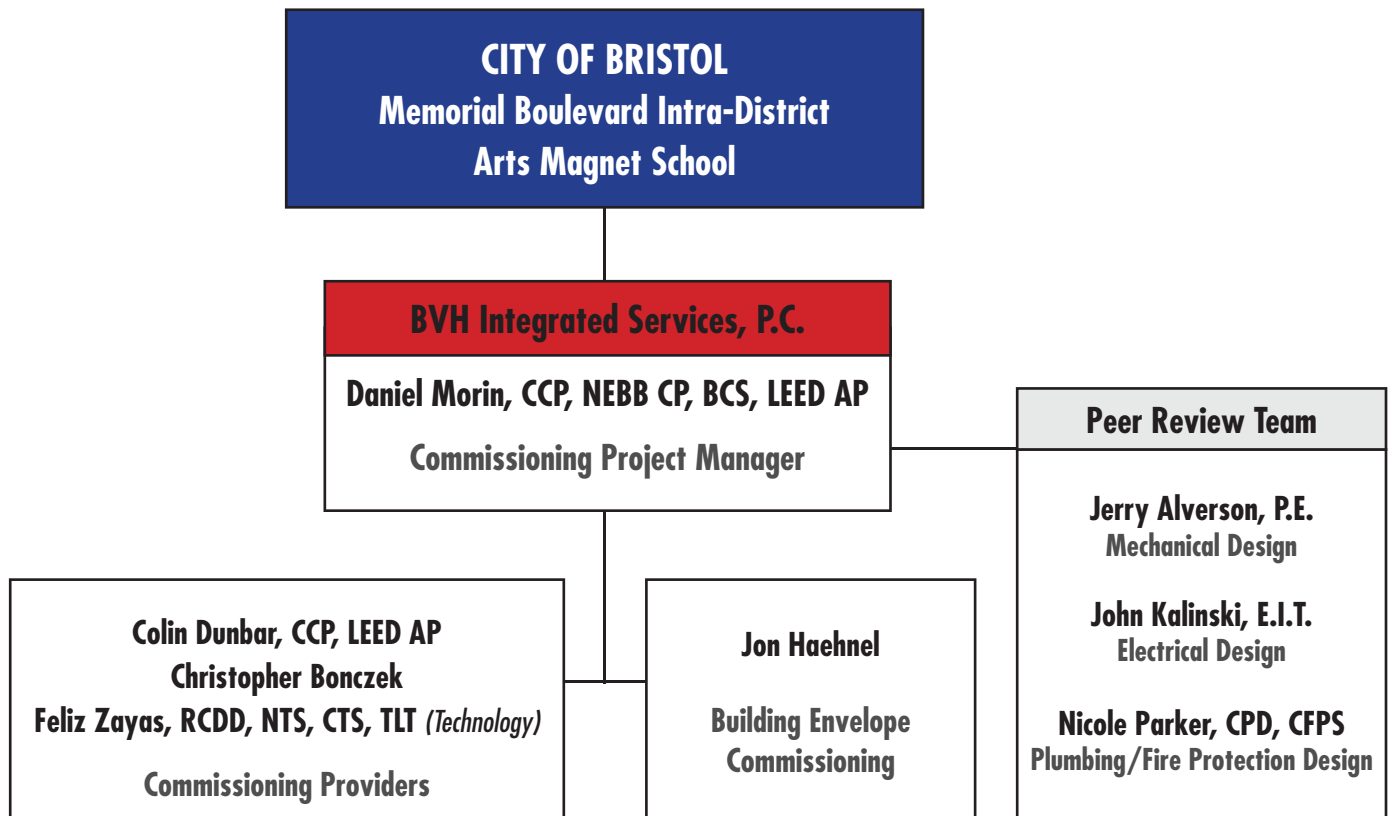 CITY OF BRISTOL
Memorial Boulevard Intra-District
Arts Magnet School
BVH Integrated Services, P.C.
Daniel Morin, CCP, NEBB CP, BCS, LEED AP
Commissioning Project Manager
Peer Review Team
Jerry Alverson, P.E.
Mechanical Design
John Kalinski, E.I.T.
Electrical Design
Nicole Parker, CPD, CFPS
Plumbing/Fire Protection Design
Colin Dunbar, CCP, LEED AP
Christopher Bonczek
Feliz Zayas, RCDD, NTS, CTS, TLT (Technology)
Commissioning Providers
Jon Haehnel
Building Envelope
Commissioning